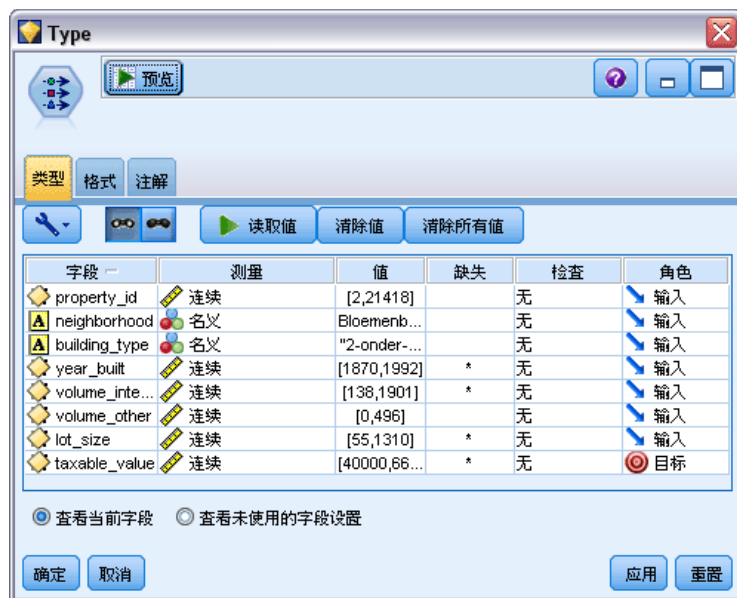 Type
预览
类型 格式 注解
读取值 清除值 清除所有值
字段 测量 值 缺失 检查 角色
property_id 连续 [2,21418] 无 输入
A neighborhood 名义 Bloemenb... 无 输入
A building_type 名义 "2-onder-... 无 输入
year_built 连续 [1870,1992] * 无 输入
volume_inte... 连续 [138,1901] * 无 输入
volume_other 连续 [0,496] 无 输入
lot_size 连续 [55,1310] * 无 输入
taxable_value 连续 [40000,66... * 无 目标
查看当前字段 查看未使用的字段设置
确定 取消 应用 重置